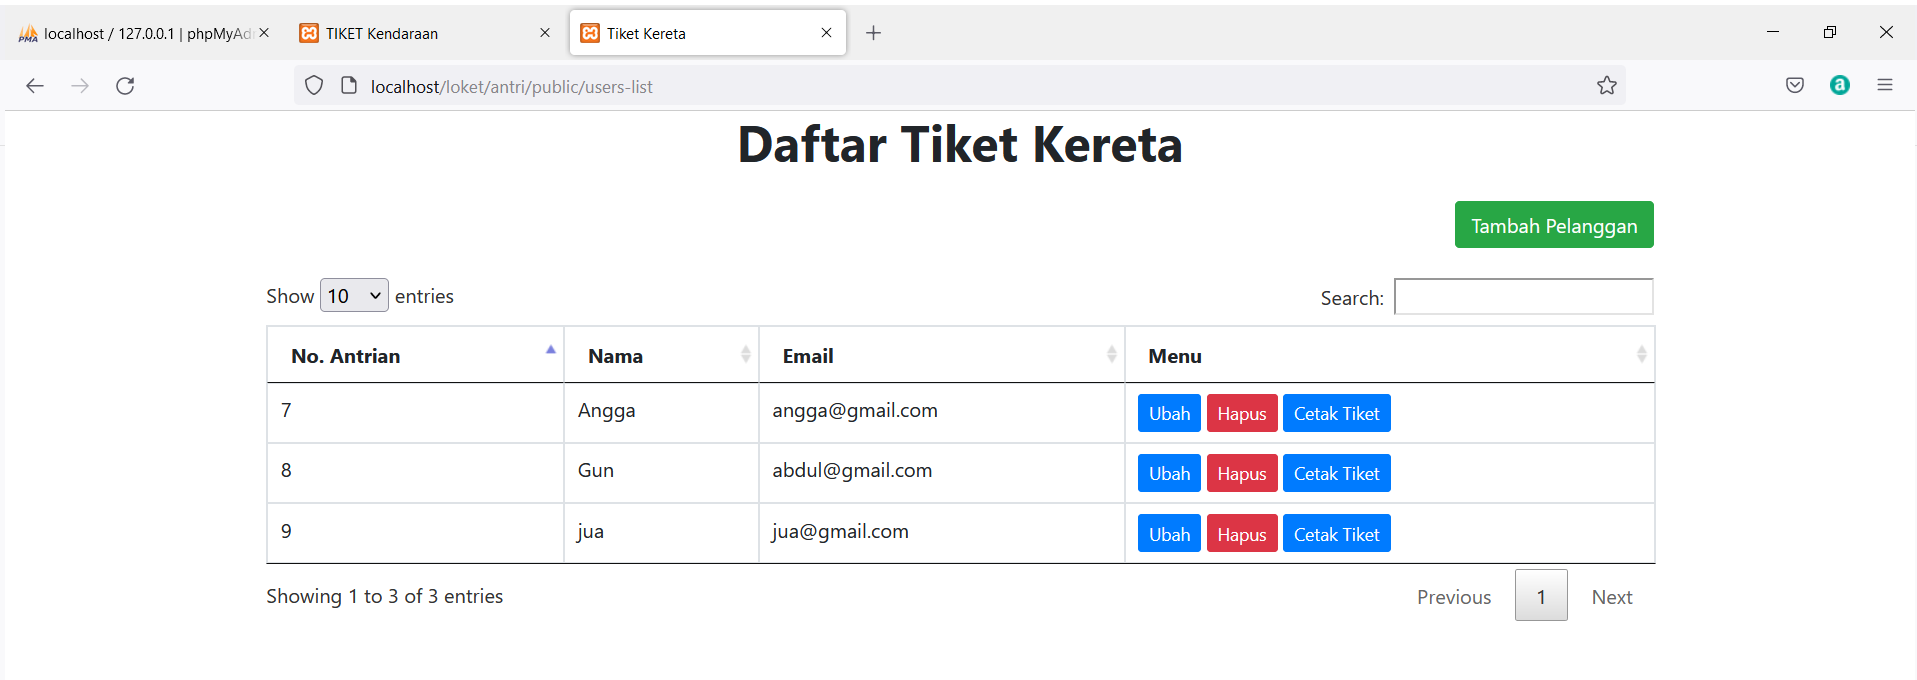 localhost / 127.0.0.1 | phpMyAd
TIKET Kendaraan
Tiket Kereta
localhost/loket/antri/public/users-list
Daftar Tiket Kereta
Tambah Pelanggan
Show 10 entries
Search:
No. Antrian Nama Email Menu
7 Angga angga@gmail.com Ubah Hapus Cetak Tiket
8 Gun abdul@gmail.com Ubah Hapus Cetak Tiket
9 jua jua@gmail.com Ubah Hapus Cetak Tiket
Showing 1 to 3 of 3 entries
Previous 1 Next